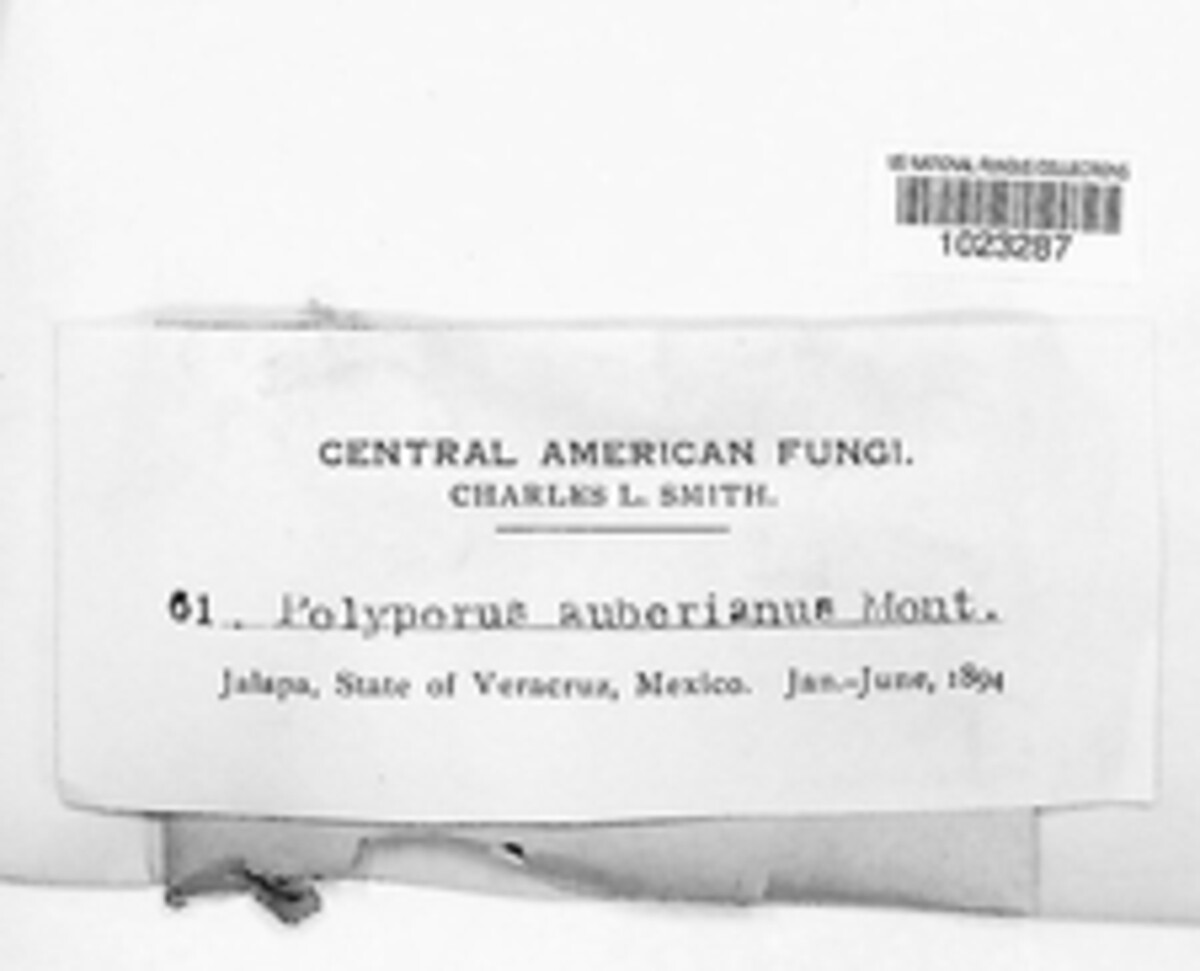 US NATIONAL FUNGUS COLLECTIONS
1023287
CENTRAL AMERICAN FUNGI.
CHARLES L. SMITH.
61. Polyporus auberianus Mont.
Jalapa, State of Veracruz, Mexico. Jan.-June, 1894